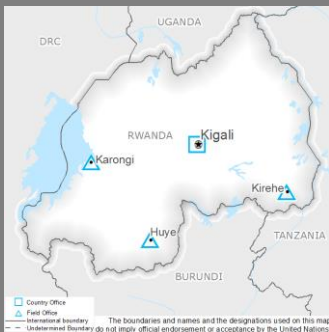 UGANDA
DRC
RWANDA
Kigali
Karongi
Kirehe
Huye
TANZANIA
BURUNDI
Country Office
Field Office
International boundary The boundaries and names and the designations used on this map
Undetermined Boundary do not imply official endorsement or acceptance by the United Nations